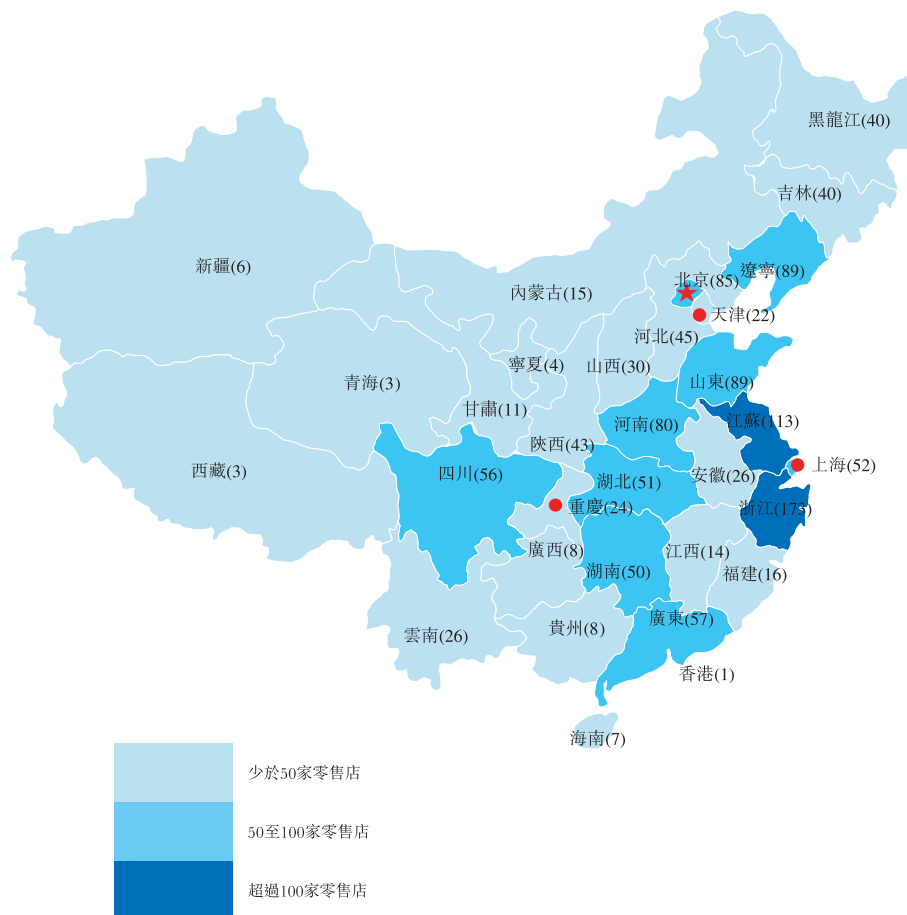 黑龍江(40)
吉林(40)
新疆(6)
遼寧(89)
北京(85)
內蒙古(15)
天津(22)
河北(45)
寧夏(4)
山西(30)
青海(3)
山東(89)
甘肅(11)
江蘇(113)
河南(80)
陝西(43)
上海(52)
西藏(3)
四川(56)
安徽(26)
湖北(51)
重慶(24)
浙江(173)
廣西(8)
江西(14)
湖南(50)
福建(16)
廣東(57)
貴州(8)
雲南(26)
香港(1)
海南(7)
少於50家零售店
50至100家零售店
超過100家零售店